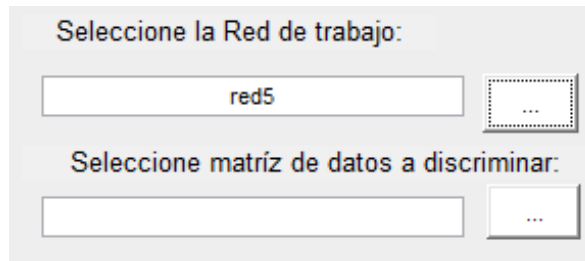 Seleccione la Red de trabajo:
red5
...
Seleccione matríz de datos a discriminar:
...